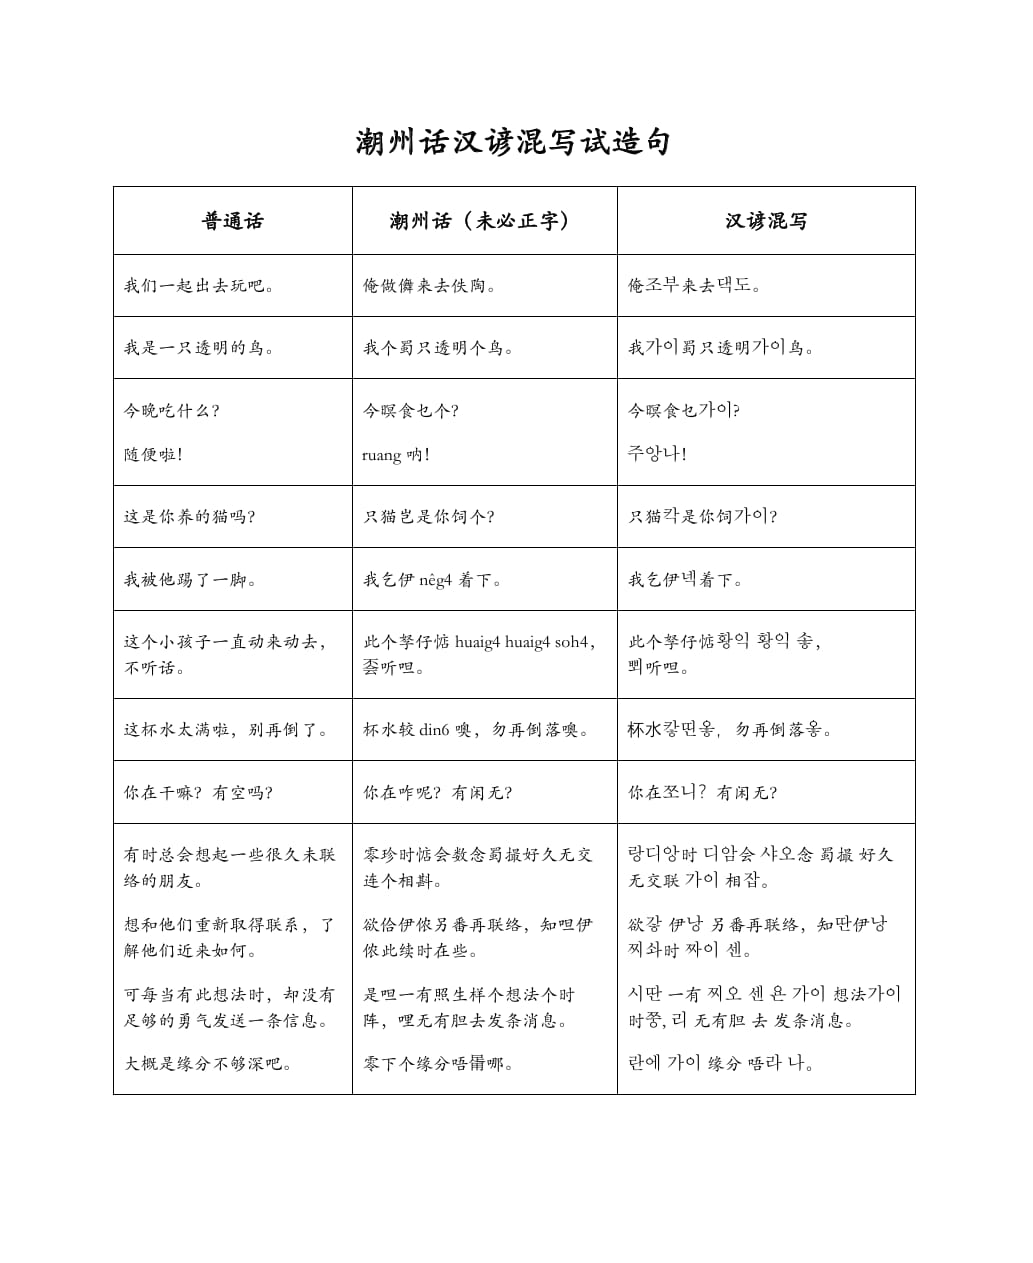 潮州话汉谚混写试造句
普通话
潮州话（未必正字）
汉谚混写
我们一起出去玩吧。
俺做儕来去佚陶。
俺조부来去댁도。
我是一只透明的鸟。
我个蜀只透明个鸟。
我가이蜀只透明가이鸟。
今晚吃什么?
今暝食乜个?
今暝食乜가이?
随便啦!
ruang 呐!
주앙나!
这是你养的猫吗?
只猫岂是你饲个?
只猫칵是你饲가이?
我被他踢了一脚。
我乞伊 nêg4 着下。
我乞伊넥着下。
这个小孩子一直动来动去，
不听话。
此个孥仔惦 huaig4 huaig4 soh4，
孬听呾。
此个孥仔惦황익 황익 송，
뾔听呾。
这杯水太满啦，别再倒了。
杯水较 din6 噢，勿再倒落噢。
杯水캉띤옹，勿再倒落옹。
你在干嘛？有空吗?
你在咋呢？有闲无?
你在쪼니？有闲无?
有时总会想起一些很久未联
络的朋友。
零珍时惦会数念蜀撮好久无交
连个相斟。
랑디앙时 디암会 샤오念 蜀撮 好久
无交联 가이 相잡。
想和他们重新取得联系，了
解他们近来如何。
欲佮伊侬另番再联络，知呾伊
侬此续时在些。
欲강 伊낭 另番再联络，知딴伊낭
찌솨时 짜이 센。
可每当有此想法时，却没有
足够的勇气发送一条信息。
是呾一有照生样个想法个时
阵，哩无有胆去发条消息。
시딴 一有 찌오 센 욘 가이 想法가이
时쭝, 리 无有胆 去 发条消息。
大概是缘分不够深吧。
零下个缘分唔哪。
란에 가이 缘分 唔라 나。